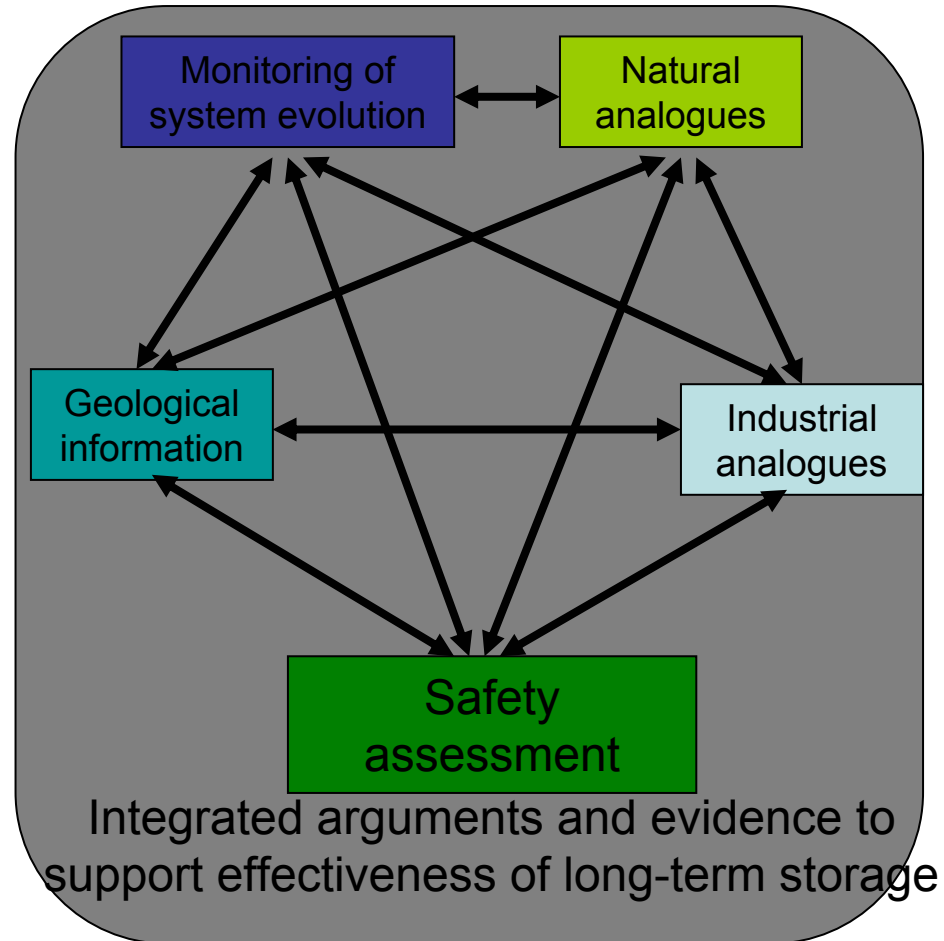 Monitoring of
system evolution
Natural
analogues
Geological
information
Industrial
analogues
Safety
assessment
Integrated arguments and evidence to
support effectiveness of long-term storage